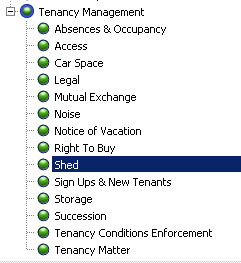 Tenancy Management
Absences & Occupancy
Access
Car Space
Legal
Mutual Exchange
Noise
Notice of Vacation
Right To Buy
Shed
Sign Ups & New Tenants
Storage
Succession
Tenancy Conditions Enforcement
Tenancy Matter